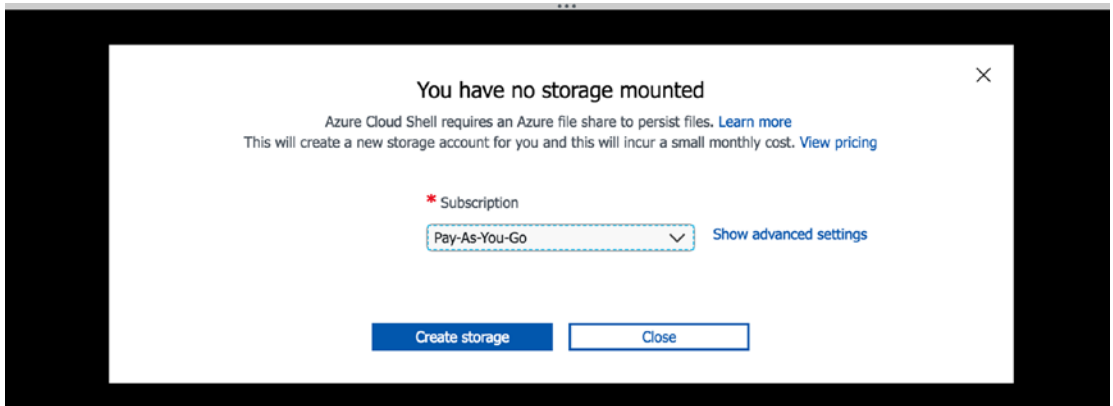 You have no storage mounted
Azure Cloud Shell requires an Azure file share to persist files. Learn more
This will create a new storage account for you and this will incur a small monthly cost. View pricing
* Subscription
Pay-As-You-Go Show advanced settings
Create storage Close